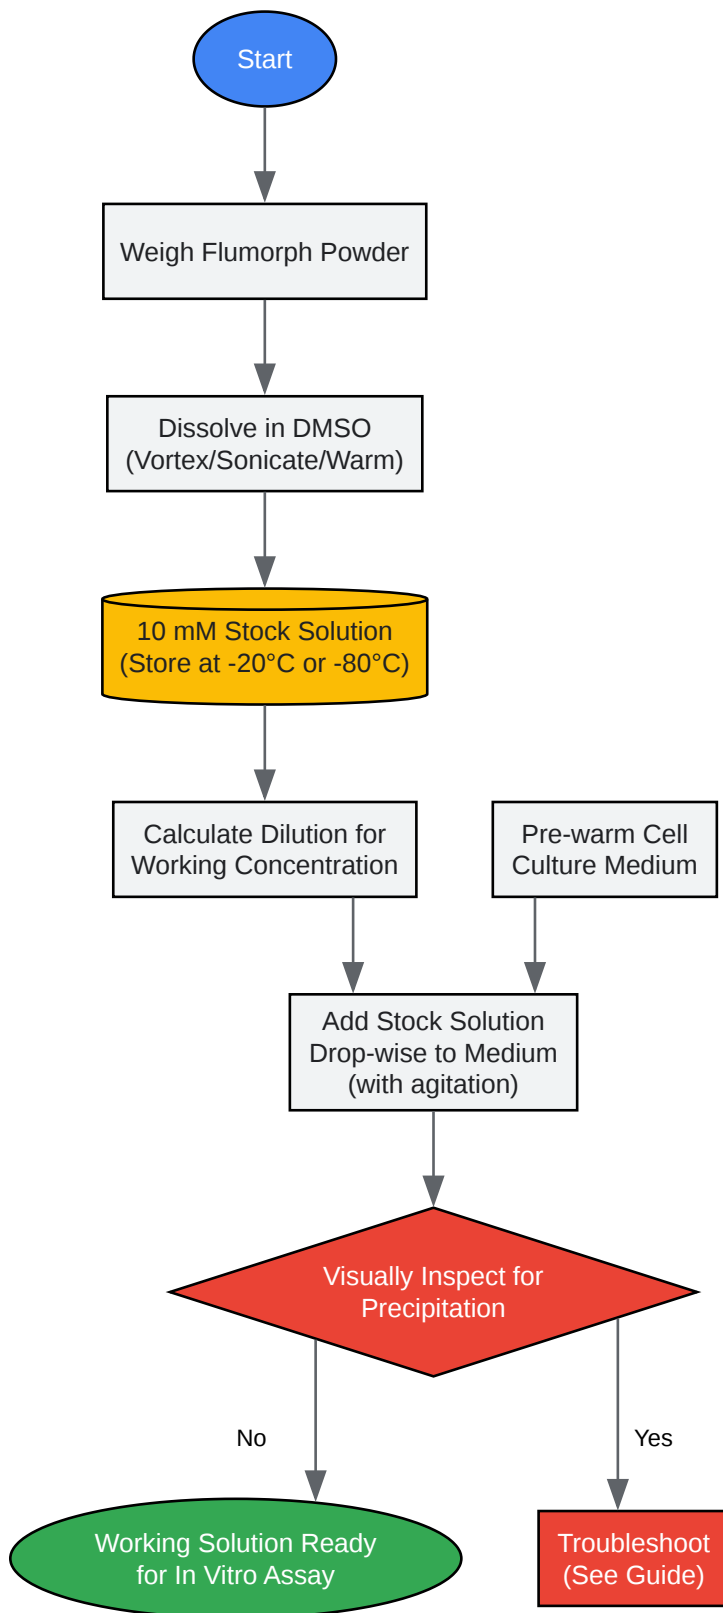 Start
Weigh Flumorph Powder
Dissolve in DMSO
(Vortex/Sonicate/Warm)
10 mM Stock Solution
(Store at -20°C or -80°C)
Calculate Dilution for
Working Concentration
Pre-warm Cell
Culture Medium
Add Stock Solution
Drop-wise to Medium
(with agitation)
Visually Inspect for
Precipitation
No
Yes
Working Solution Ready
for In Vitro Assay
Troubleshoot
(See Guide)